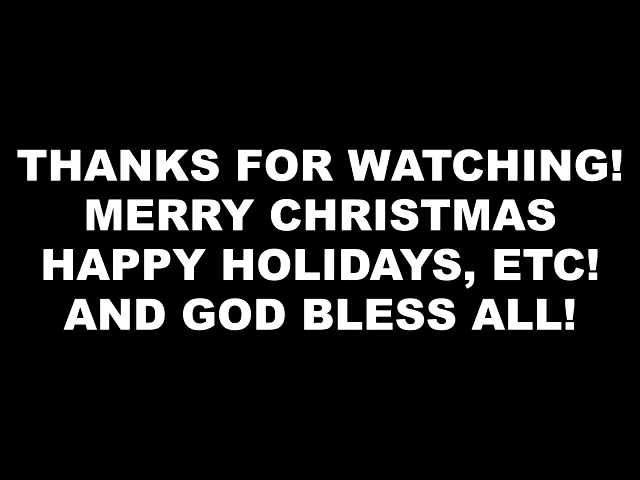 THANKS FOR WATCHING!
MERRY CHRISTMAS
HAPPY HOLIDAYS, ETC!
AND GOD BLESS ALL!